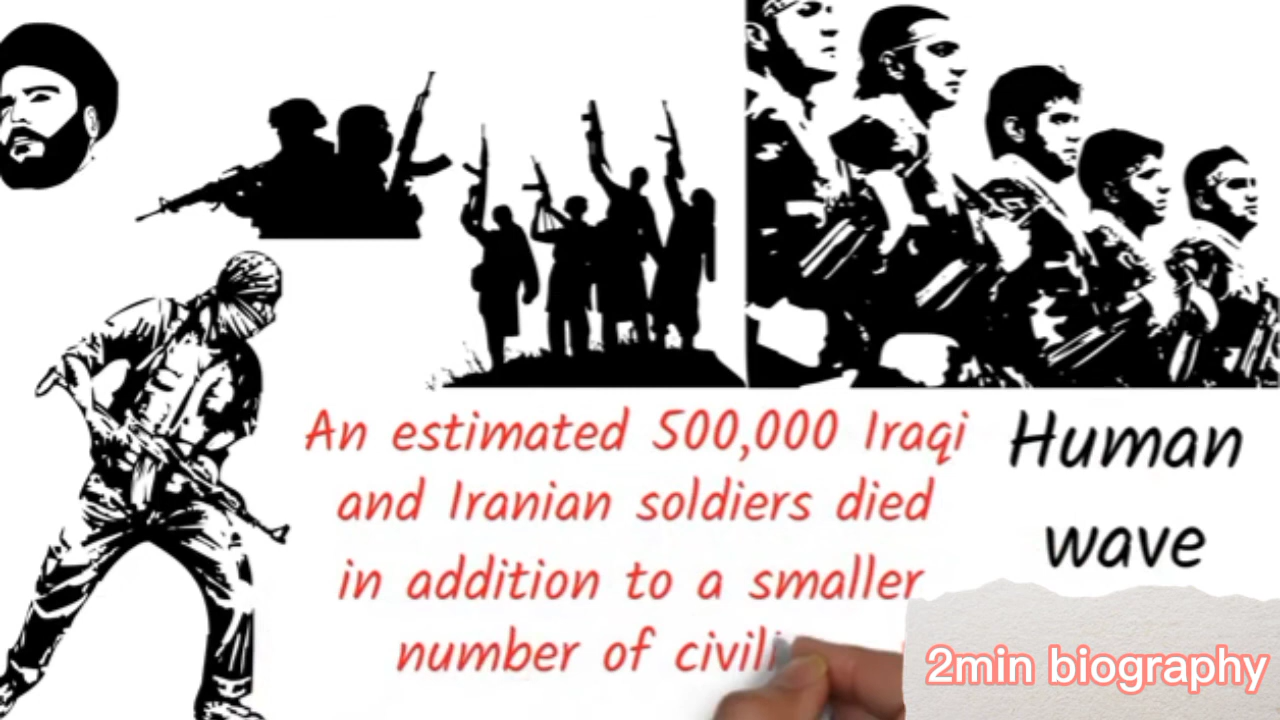 An estimated 500,000 Iraqi
and Iranian soldiers died
in addition to a smaller
number of civili
Human
wave
2min biography